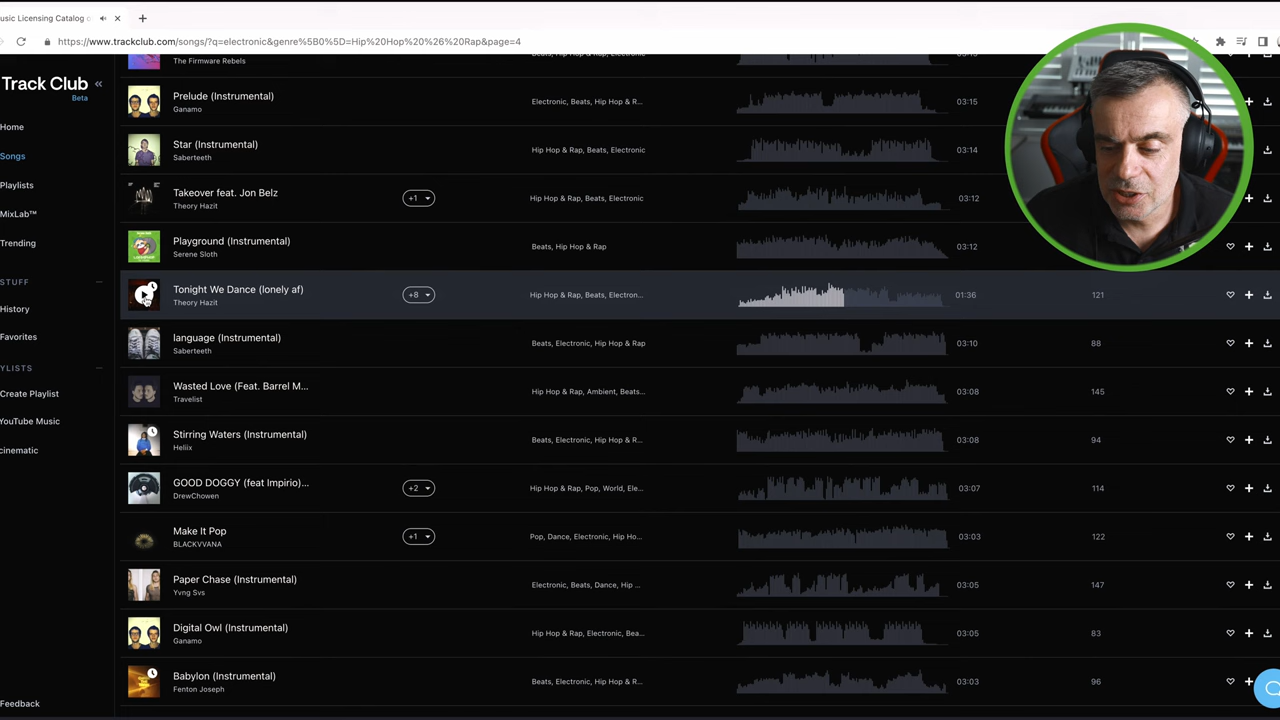 usic Licensing Catalog
https://www.trackclub.com/songs/?q=electronic&genre%5B0%5D=Hip%20Hop%20%26%20Rap&page=4
Track Club «
Beta
Home
Songs
Playlists
MixLab™
Trending
STUFF
History
Favorites
YLISTS
Create Playlist
YouTube Music
cinematic
Feedback
The Firmware Rebels
Prelude (Instrumental)
Ganamo
Electronic, Beats, Hip Hop & R...
03:15
Star (Instrumental)
Saberteeth
Hip Hop & Rap, Beats, Electronic
03:14
Takeover feat. Jon Belz
Theory Hazit
+1
Hip Hop & Rap, Beats, Electronic
03:12
Playground (Instrumental)
Serene Sloth
Beats, Hip Hop & Rap
03:12
Tonight We Dance (lonely af)
Theory Hazit
+8
Hip Hop & Rap, Beats, Electron...
01:36
121
language (Instrumental)
Saberteeth
Beats, Electronic, Hip Hop & Rap
03:10
88
Wasted Love (Feat. Barrel M...
Travelist
Hip Hop & Rap, Ambient, Beats...
03:08
145
Stirring Waters (Instrumental)
Heliix
Beats, Electronic, Hip Hop & R...
03:08
94
GOOD DOGGY (feat Impirio)...
DrewChowen
+2
Hip Hop & Rap, Pop, World, Ele...
03:07
114
Make It Pop
BLACKVVANA
+1
Pop, Dance, Electronic, Hip Ho...
03:03
122
Paper Chase (Instrumental)
Yvng Svs
Electronic, Beats, Dance, Hip ...
03:05
147
Digital Owl (Instrumental)
Ganamo
Hip Hop & Rap, Electronic, Bea...
03:05
83
Babylon (Instrumental)
Fenton Joseph
Beats, Electronic, Hip Hop & R...
03:03
96